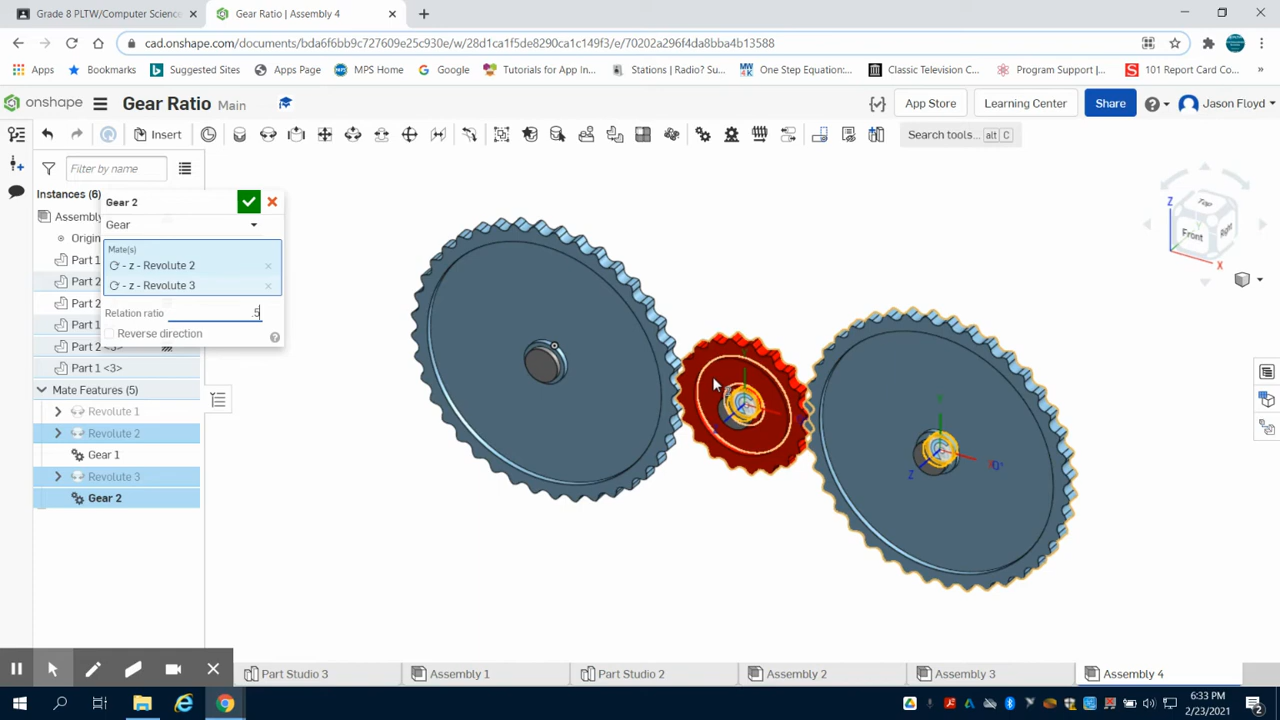 Grade 8 PLTW/Computer Science
Gear Ratio | Assembly 4
cad.onshape.com/documents/bda6f6bb9c727609e25c930e/w/28d1ca1f5de8290ca1c149f3/e/70202a296f4da8bba4b13588
Apps Bookmarks Suggested Sites Apps Page MPS Home Google Tutorials for App In... Stations | Radio? Su... One Step Equation:... Classic Television C... Program Support |... 101 Report Card Co... »
onshape Gear Ratio Main App Store Learning Center Share Jason Floyd
Insert Search tools... alt C
Filter by name
Instances (6)
Gear 2
Assembly
Gear
Origin
Mate(s)
Part 1
- z - Revolute 2
Part 2
- z - Revolute 3
Part 2
Relation ratio .5
Part 1
Reverse direction
Part 2 <3>
Part 1 <3>
Mate Features (5)
Revolute 1
Revolute 2
Gear 1
Revolute 3
Gear 2
Top
Front Right
Z
X
Z
Part Studio 3 Assembly 1 Part Studio 2 Assembly 2 Assembly 3 Assembly 4
6:33 PM
2/23/2021
2